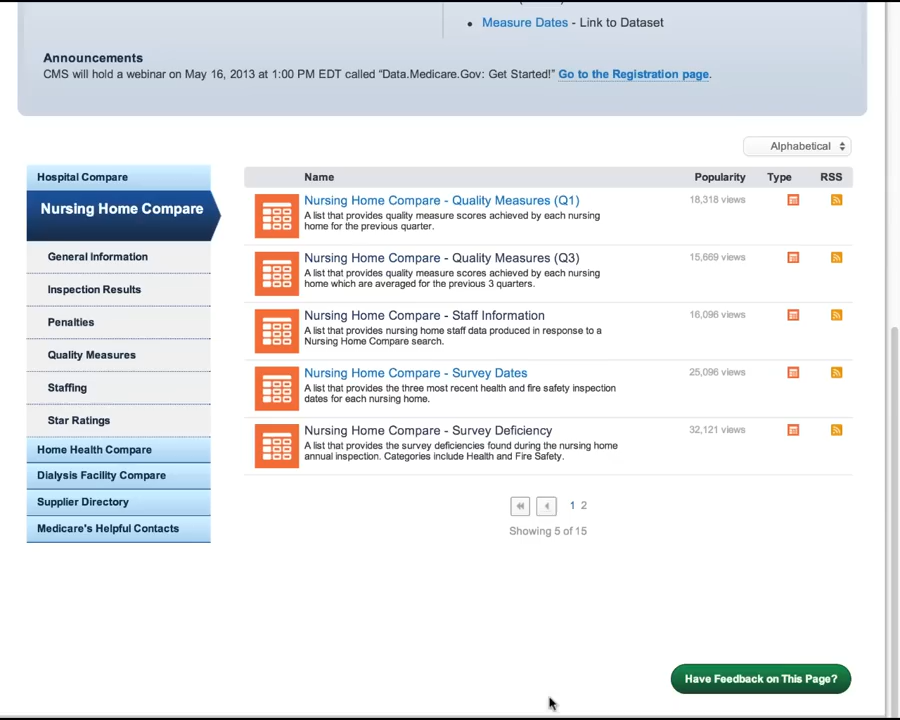 Measure Dates - Link to Dataset
Announcements
CMS will hold a webinar on May 16, 2013 at 1:00 PM EDT called “Data.Medicare.Gov: Get Started!” Go to the Registration page.
Alphabetical
Hospital Compare
Nursing Home Compare
General Information
Inspection Results
Penalties
Quality Measures
Staffing
Star Ratings
Home Health Compare
Dialysis Facility Compare
Supplier Directory
Medicare's Helpful Contacts
Name Popularity Type RSS
Nursing Home Compare - Quality Measures (Q1) 18,318 views
A list that provides quality measure scores achieved by each nursing
home for the previous quarter.
Nursing Home Compare - Quality Measures (Q3) 15,669 views
A list that provides quality measure scores achieved by each nursing
home which are averaged for the previous 3 quarters.
Nursing Home Compare - Staff Information 16,096 views
A list that provides nursing home staff data produced in response to a
Nursing Home Compare search.
Nursing Home Compare - Survey Dates 25,096 views
A list that provides the three most recent health and fire safety inspection
dates for each nursing home.
Nursing Home Compare - Survey Deficiency 32,121 views
A list that provides the survey deficiencies found during the nursing home
annual inspection. Categories include Health and Fire Safety.
1 2
Showing 5 of 15
Have Feedback on This Page?